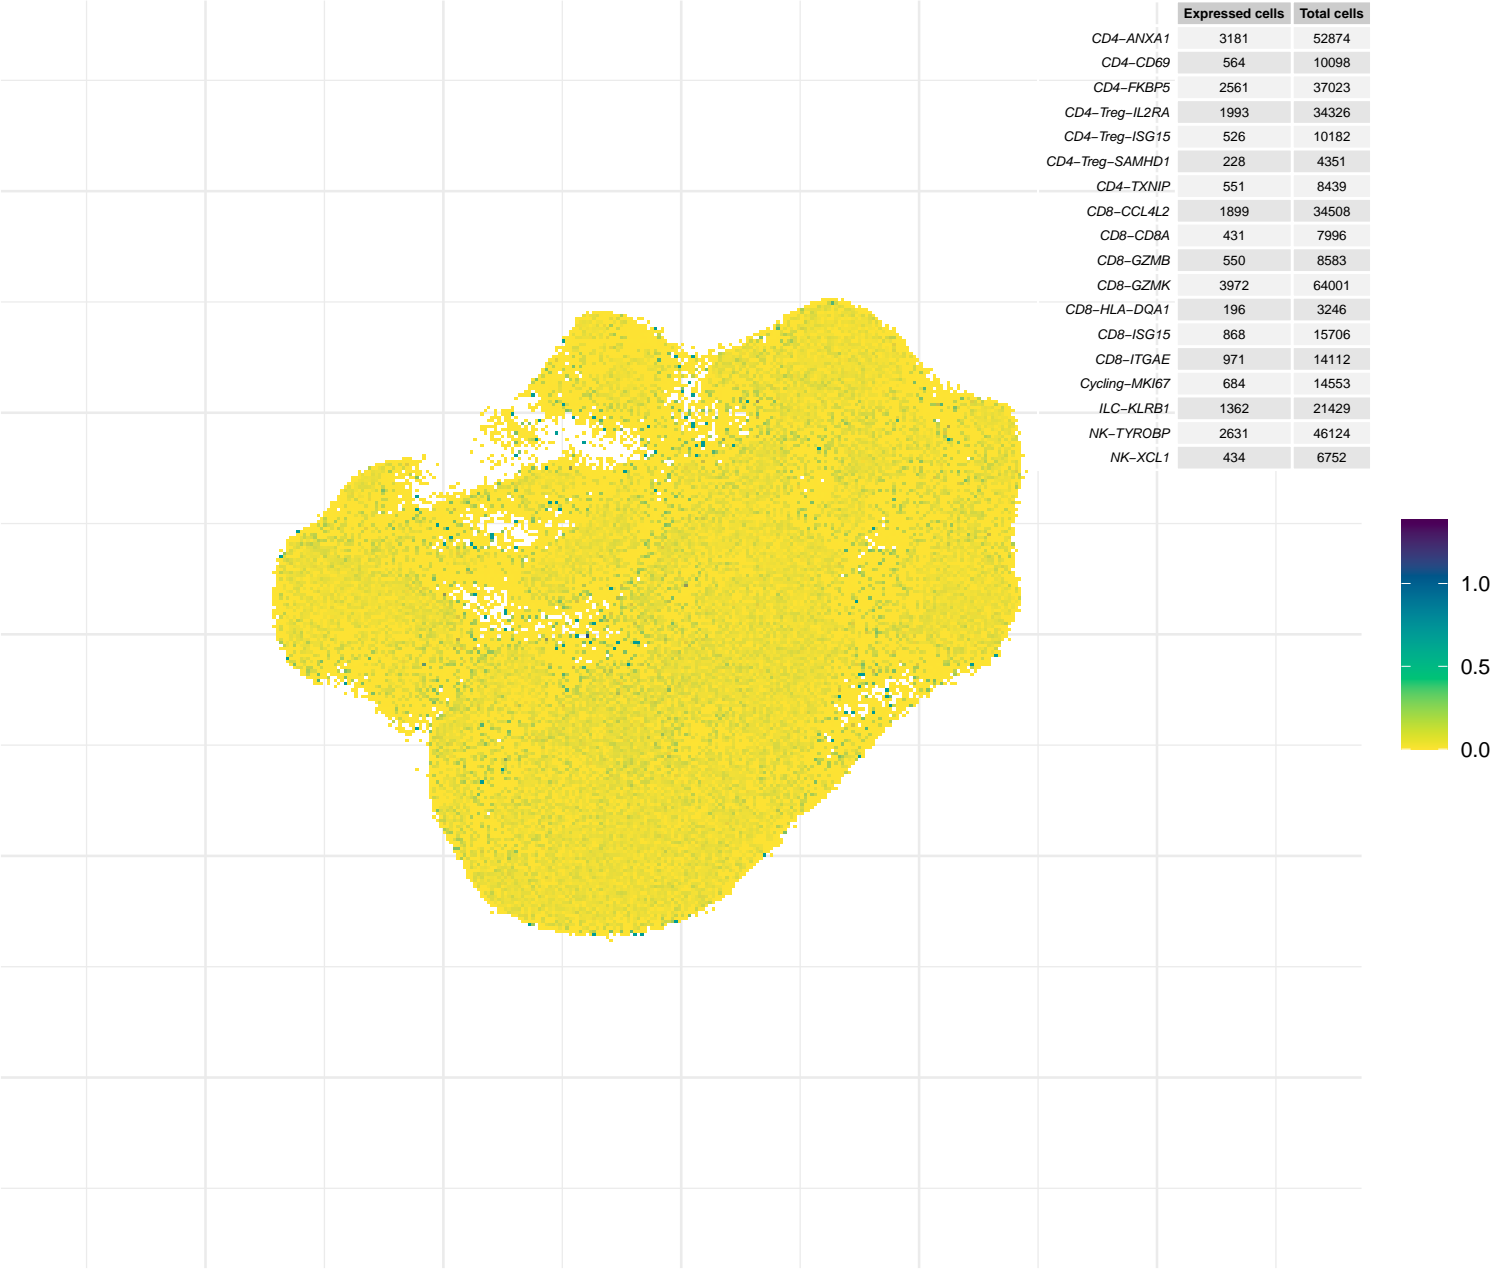 Expressed cells Total cells
CD4−ANXA1 3181 52874
CD4−CD69 564 10098
CD4−FKBP5 2561 37023
CD4−Treg−IL2RA 1993 34326
CD4−Treg−ISG15 526 10182
CD4−Treg−SAMHD1 228 4351
CD4−TXNIP 551 8439
CD8−CCL4L2 1899 34508
CD8−CD8A 431 7996
CD8−GZMB 550 8583
CD8−GZMK 3972 64001
CD8−HLA−DQA1 196 3246
CD8−ISG15 868 15706
CD8−ITGAE 971 14112
Cycling−MKI67 684 14553
ILC−KLRB1 1362 21429
NK−TYROBP 2631 46124
NK−XCL1 434 6752
1.0
0.5
0.0